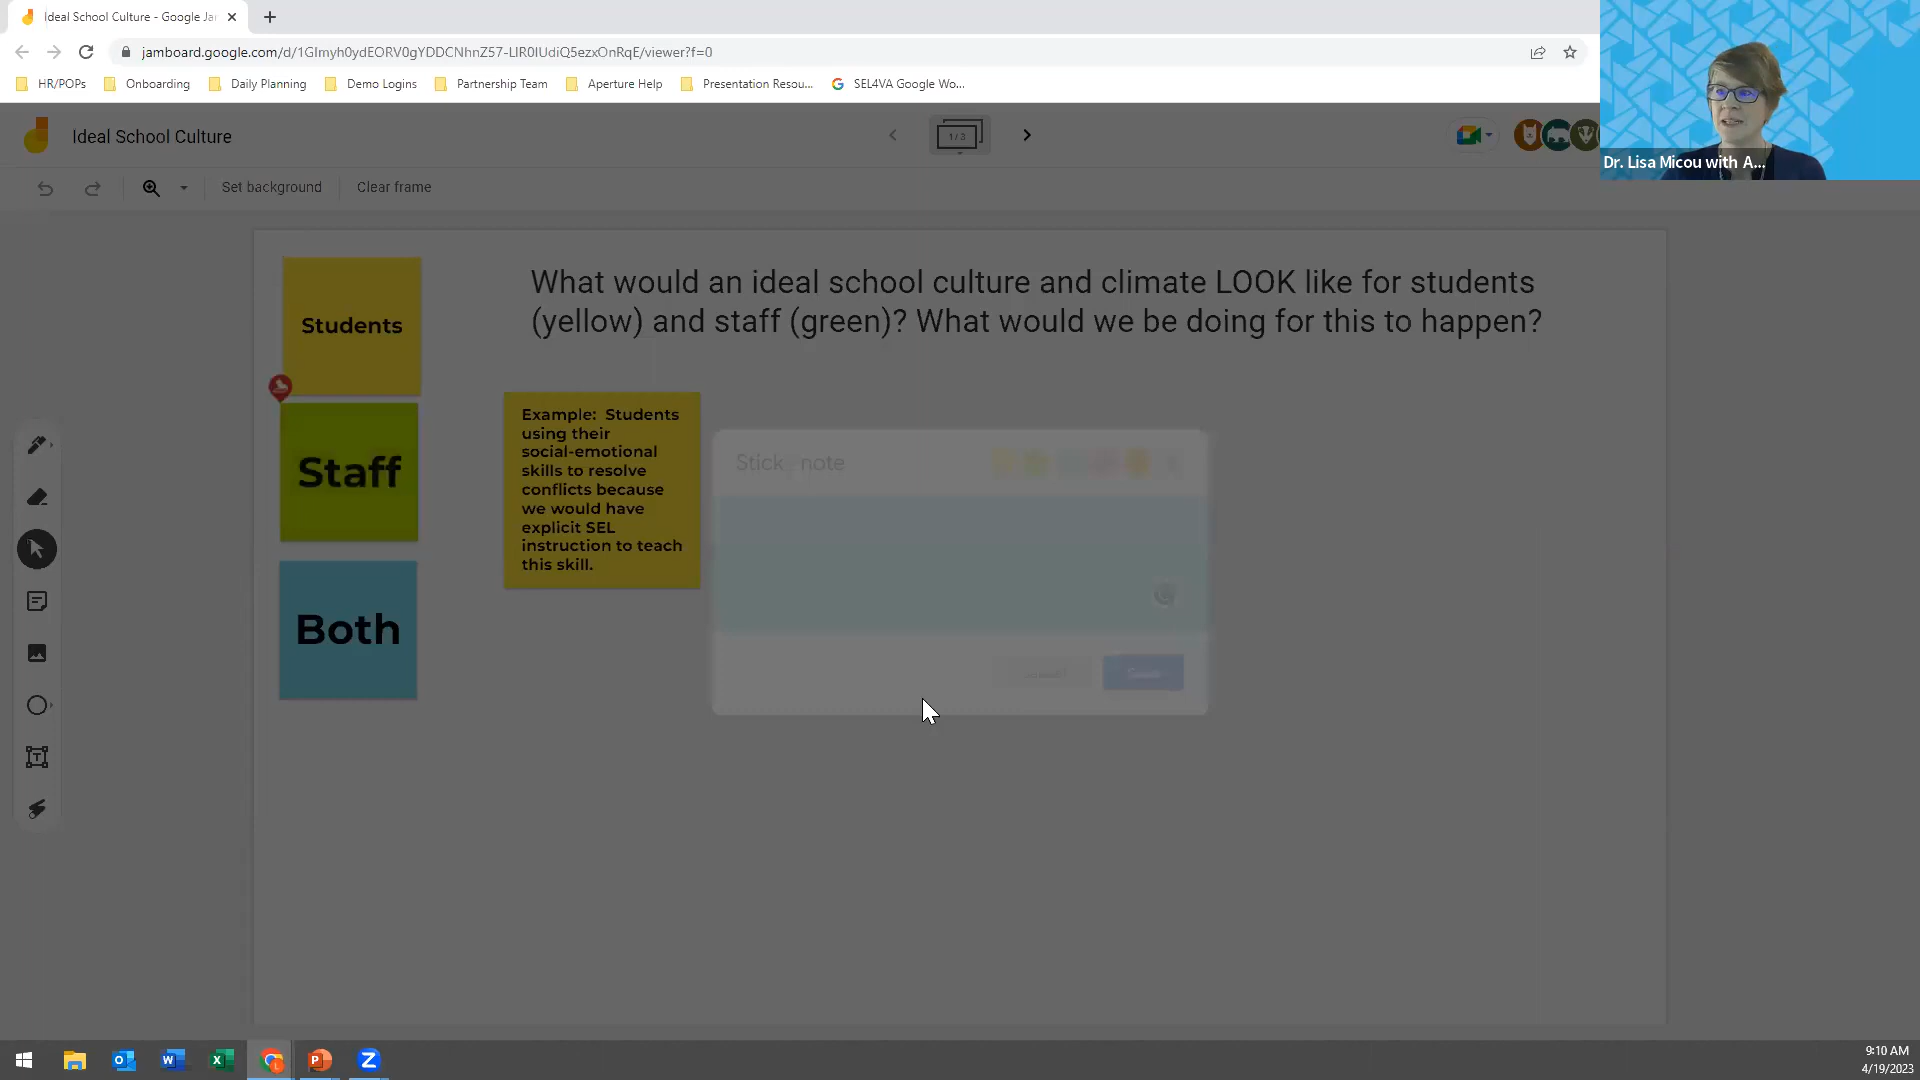 Ideal School Culture - Google Jar
jamboard.google.com/d/1GImyh0ydEORV0gYDDCNhnZ57-LlR0lUdiQ5ezxOnRqE/viewer?f=0
HR/POPs
Onboarding
Daily Planning
Demo Logins
Partnership Team
Aperture Help
Presentation Resou...
SEL4VA Google Wo...
Dr. Lisa Micou with A...
Ideal School Culture
1 / 3
Set background
Clear frame
What would an ideal school culture and climate LOOK like for students
(yellow) and staff (green)? What would we be doing for this to happen?
Students
Staff
Both
Example: Students
using their
social-emotional
skills to resolve
conflicts because
we would have
explicit SEL
instruction to teach
this skill.
Sticky note
9:10 AM
4/19/2023